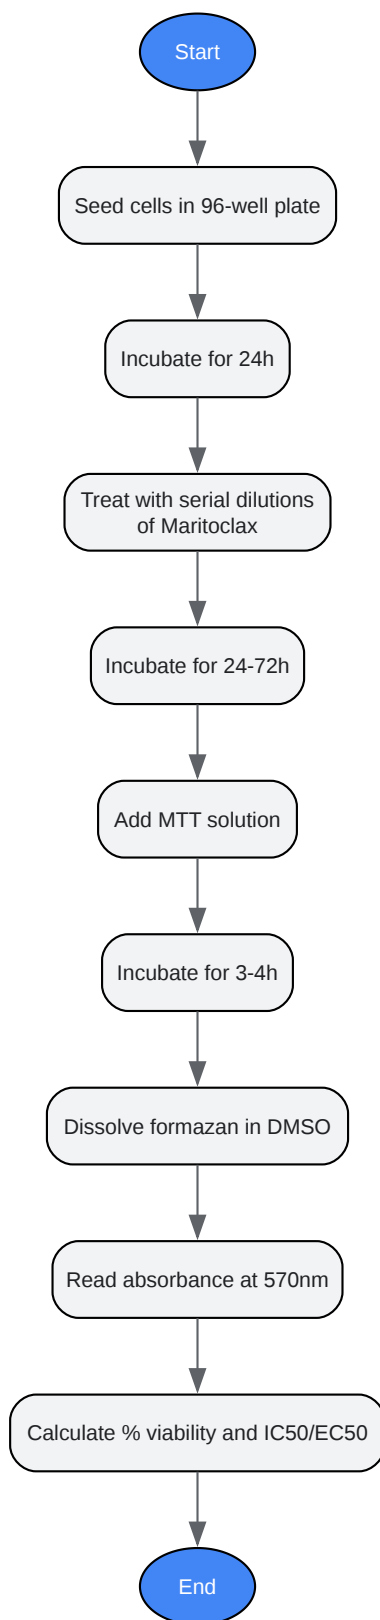 Start
Seed cells in 96-well plate
Incubate for 24h
Treat with serial dilutions
of Maritoclax
Incubate for 24-72h
Add MTT solution
Incubate for 3-4h
Dissolve formazan in DMSO
Read absorbance at 570nm
Calculate % viability and IC50/EC50
End